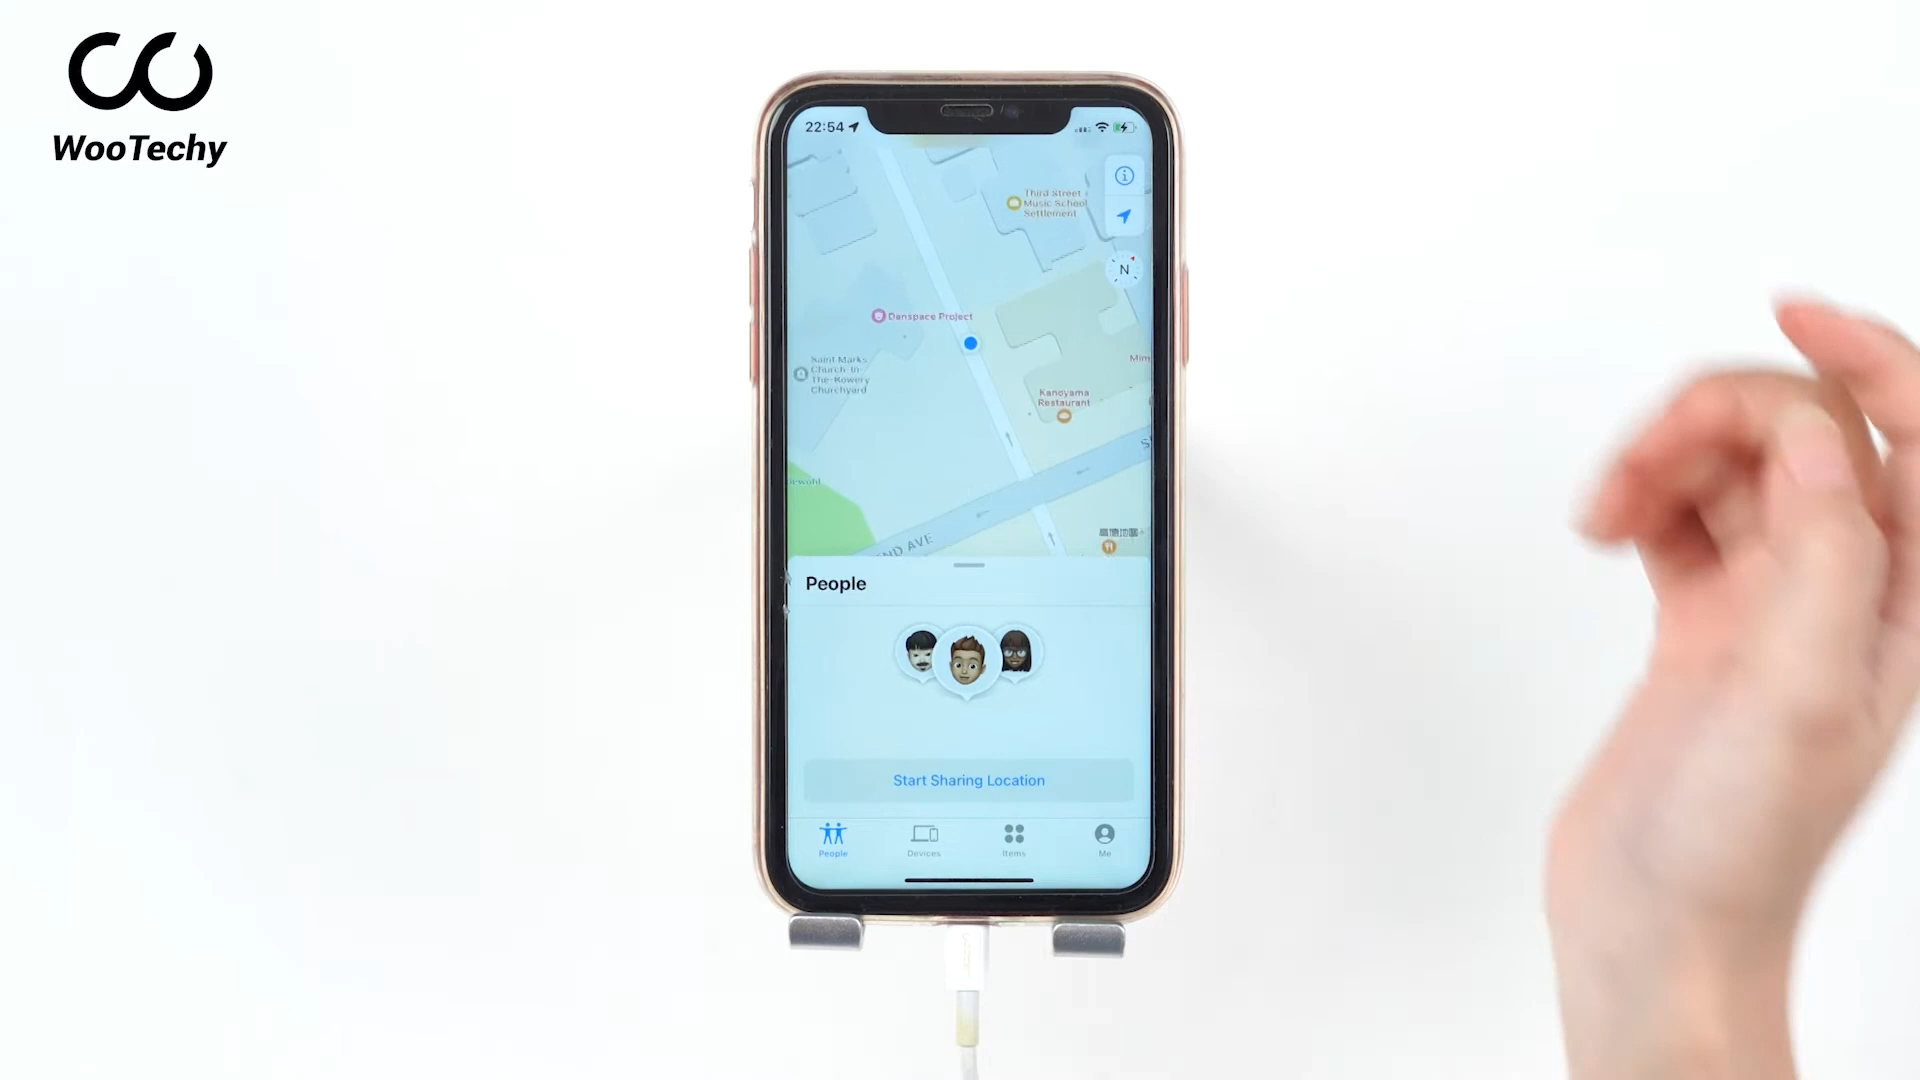 WooTechy
22:54
Third Street
Music School
Settlement
N
Danspace Project
Saint Marks
Church-In
The-Bowery
Churchyard
Mim
Kanoyama
Restaurant
ND AVE
People
Start Sharing Location
People
Devices
Items
Me